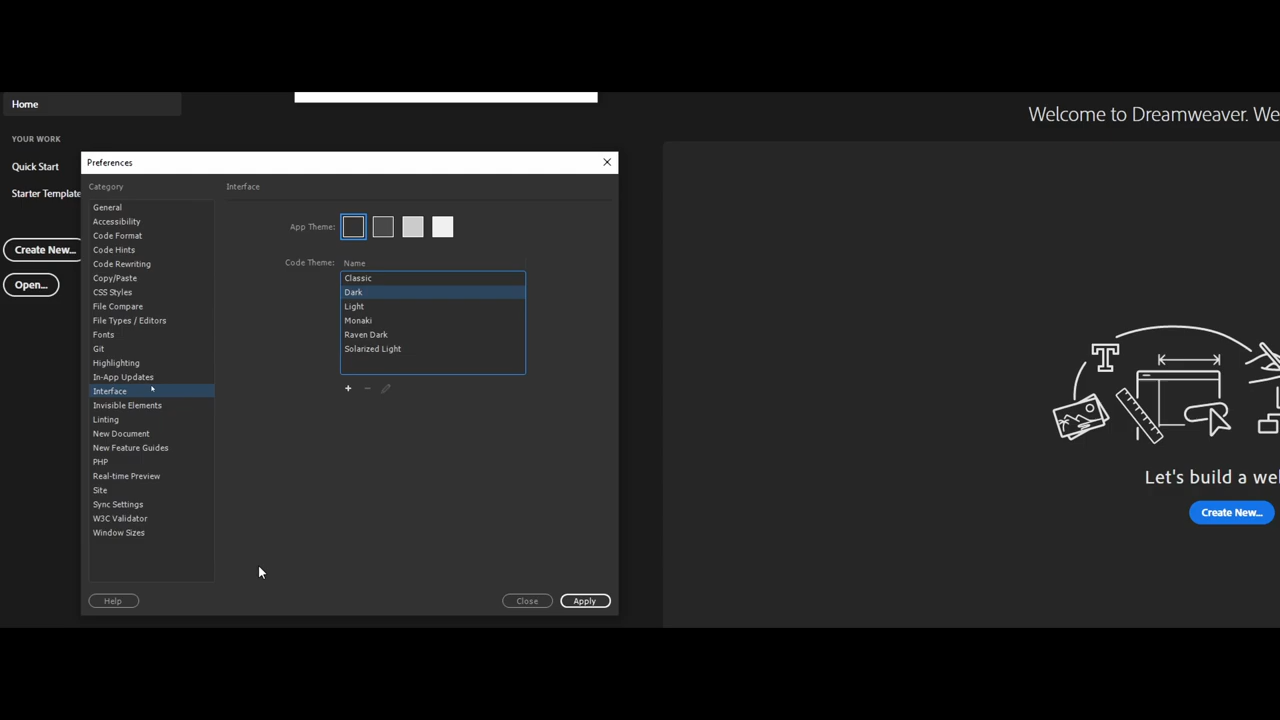 Home
Welcome to Dreamweaver. We
YOUR WORK
Quick Start
Starter Template
Create New...
Open...
Preferences
Category
General
Accessibility
Code Format
Code Hints
Code Rewriting
Copy/Paste
CSS Styles
File Compare
File Types / Editors
Fonts
Git
Highlighting
In-App Updates
Interface
Invisible Elements
Linting
New Document
New Feature Guides
PHP
Real-time Preview
Site
Sync Settings
W3C Validator
Window Sizes
Interface
App Theme:
Code Theme:
Name
Classic
Dark
Light
Monaki
Raven Dark
Solarized Light
Help
Close
Apply
T
Let's build a we
Create New...